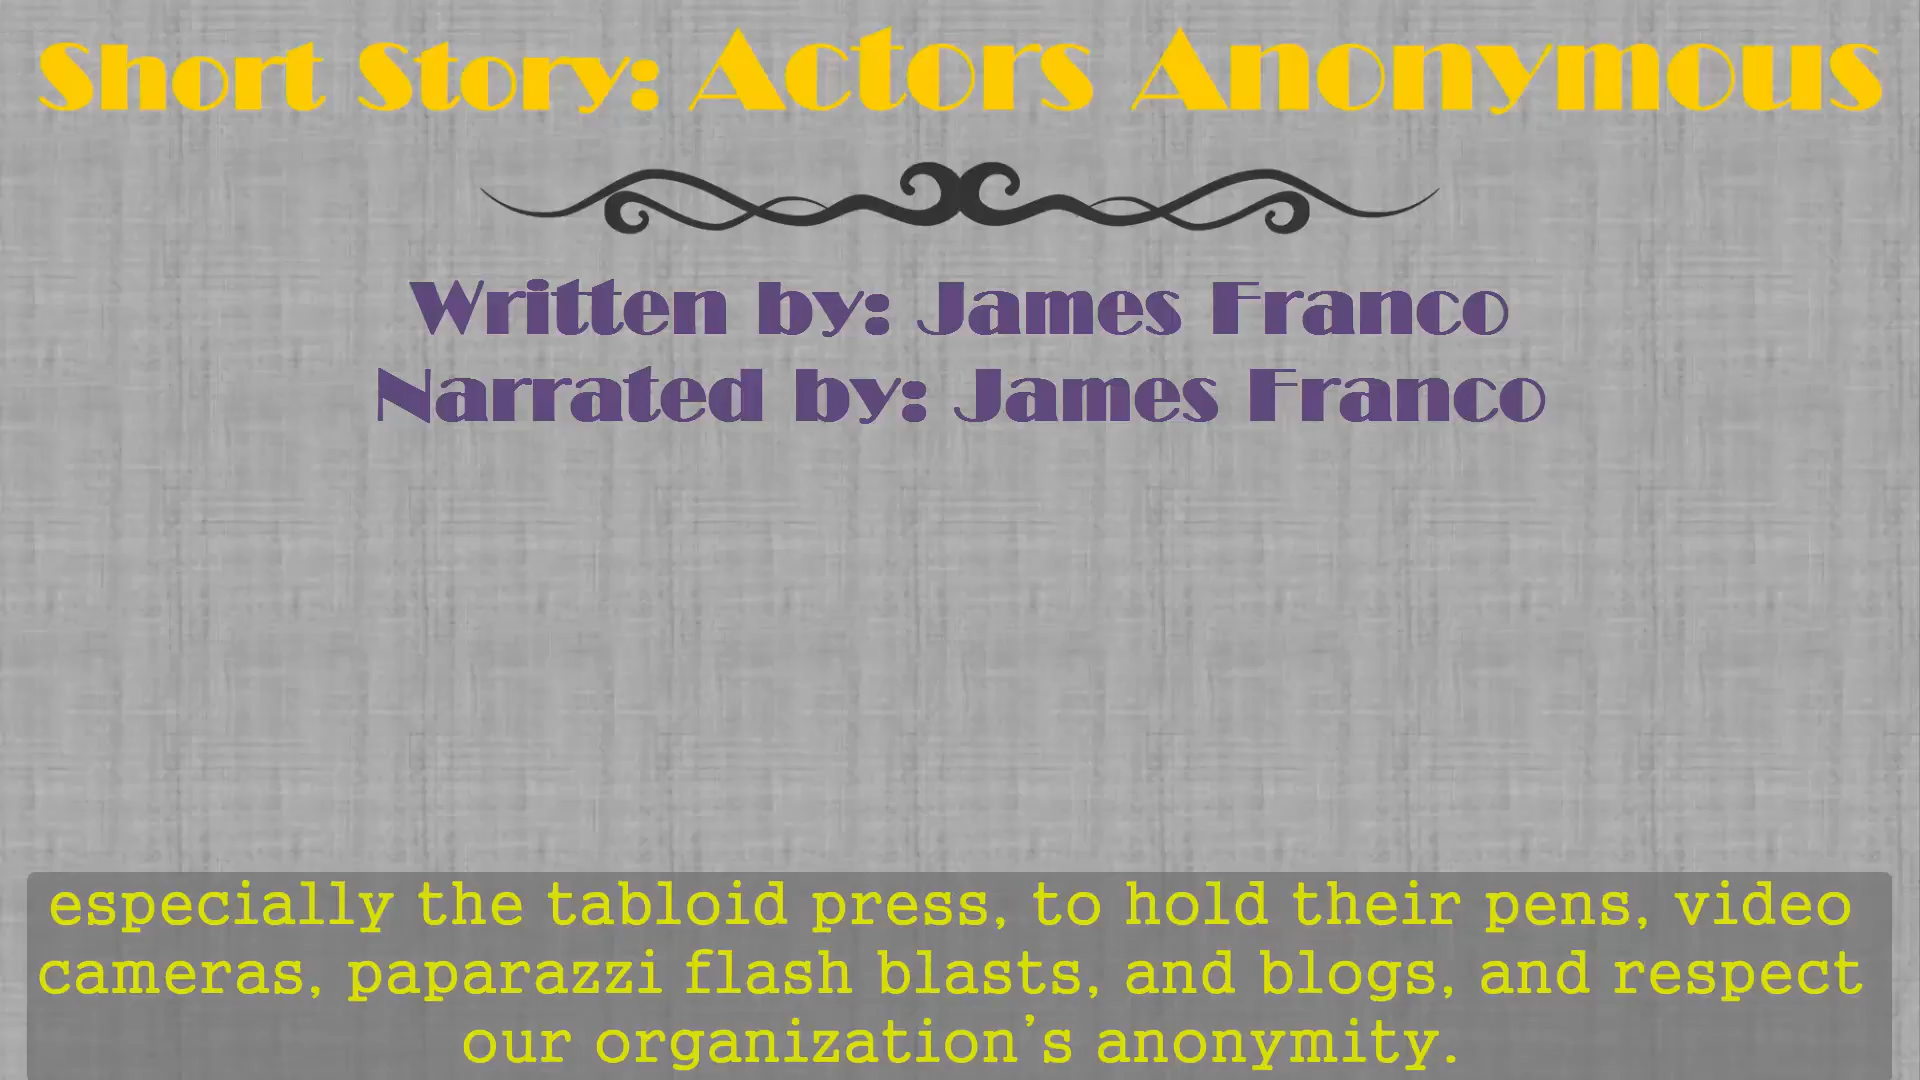 Short Story: Actors Anonymous
Written by: James Franco
Narrated by: James Franco
especially the tabloid press, to hold their pens, video
cameras, paparazzi flash blasts, and blogs, and respect
our organization's anonymity.